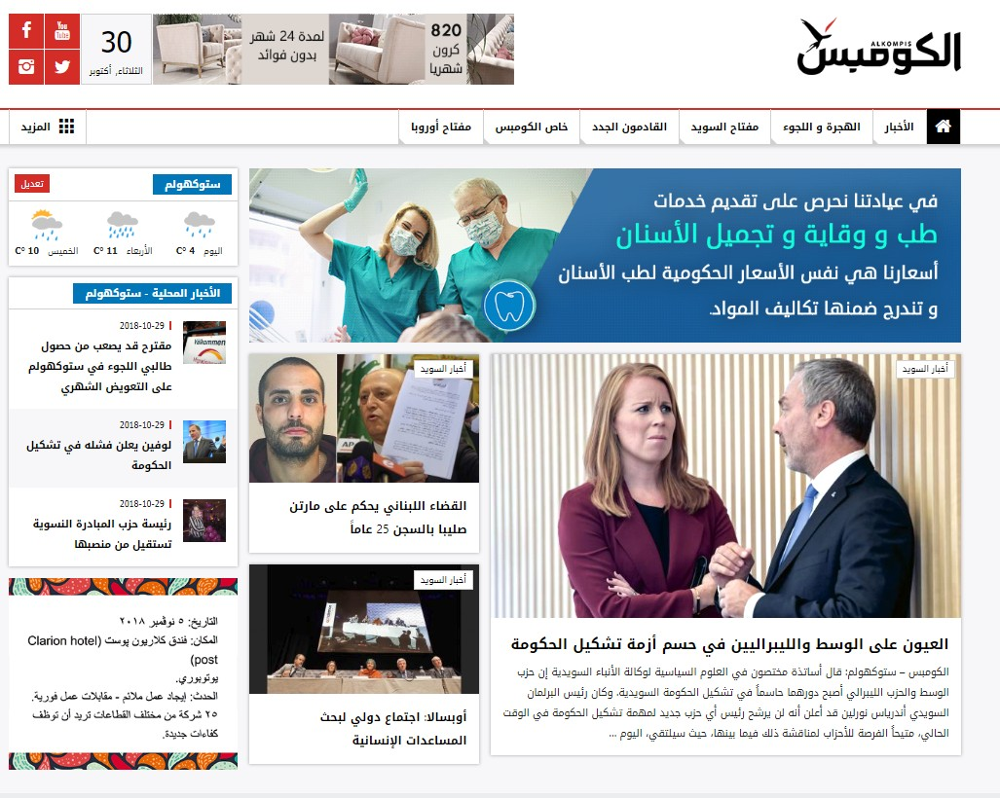 الكومبس
ALKOMPIS
820
كرون
شهريا
لمدة 24 شهر
بدون فوائد
30
الثلاثاء, أكتوبر
You
Tube
الأخبار
الهجرة و اللجوء
مفتاح السويد
القادمون الجدد
خاص الكومبس
مفتاح أوروبا
المزيد
في عيادتنا نحرص على تقديم خدمات
طب و وقاية و تجميل الأسنان
أسعارنا هي نفس الأسعار الحكومية لطب الأسنان
و تندرج ضمنها تكاليف المواد.
أخبار السويد
العيون على الوسط والليبراليين في حسم أزمة تشكيل الحكومة
الكومبس – ستوكهولم: قال أساتذة مختصون في العلوم السياسية لوكالة الأنباء السويدية إن حزب
الوسط والحزب الليبرالي أصبح دورهما حاسماً في تشكيل الحكومة السويدية. وكان رئيس البرلمان
السويدي أندرياس نورلين قد أعلن أنه لن يرشح رئيس أي حزب جديد لمهمة تشكيل الحكومة في الوقت
الحالي، متيحاً الفرصة للأحزاب لمناقشة ذلك فيما بينها، حيث سيلتقي، اليوم ...
أخبار السويد
AP
القضاء اللبناني يحكم على مارتن
صليبا بالسجن 25 عاماً
أخبار السويد
أوبسالا: اجتماع دولي لبحث
المساعدات الإنسانية
ستوكهولم
تعديل
اليوم 4 °C
الأربعاء 11 °C
الخميس 10 °C
الأخبار المحلية - ستوكهولم
2018-10-29
Välkommen
مقترح قد يصعب من حصول
طالبي اللجوء في ستوكهولم
على التعويض الشهري
2018-10-29
لوفين يعلن فشله في تشكيل
الحكومة
2018-10-29
رئيسة حزب المبادرة النسوية
تستقيل من منصبها
التاريخ: ٥ نوفمبر ٢٠١٨
المكان: فندق كلاريون پوست (Clarion hotel
post)
يوتوبوري.
الحدث: إيجاد عمل ملائم - مقابلات عمل فورية.
٢٥ شركة من مختلف القطاعات تريد أن توظف
كفاءات جديدة.